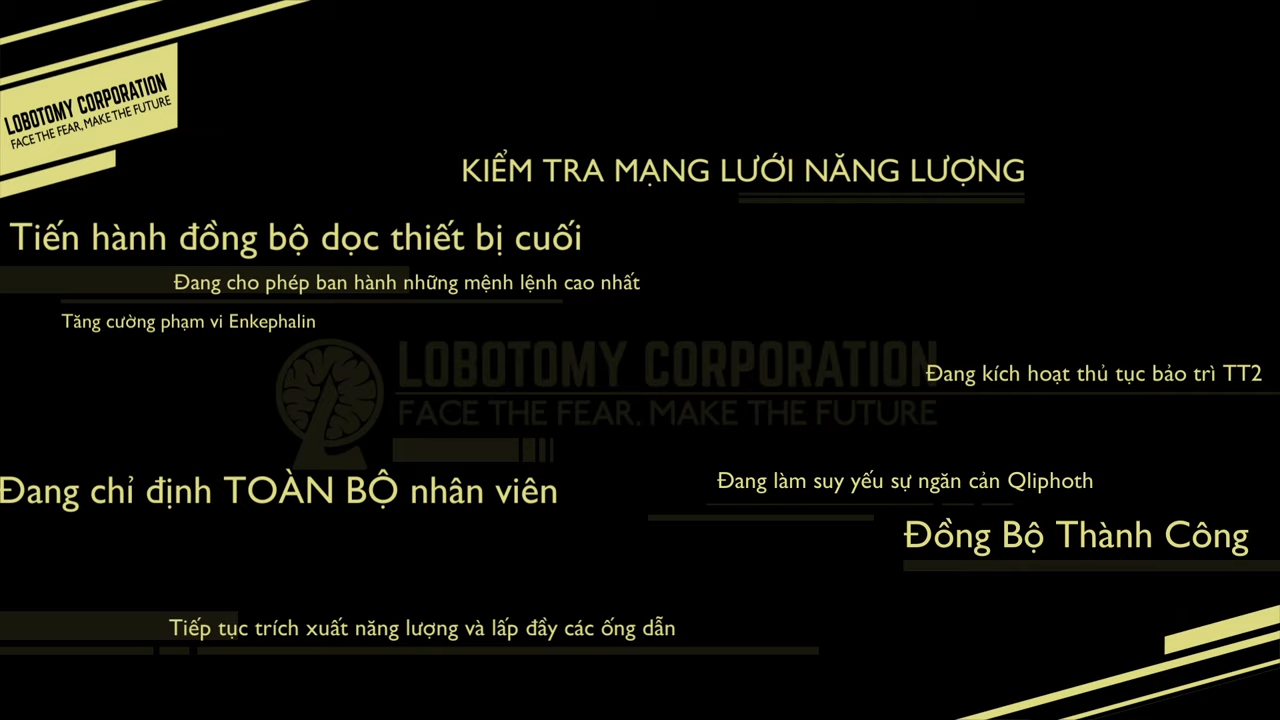 LOBOTOMY CORPORATION
FACE THE FEAR, MAKE THE FUTURE
KIỂM TRA MẠNG LƯỚI NĂNG LƯỢNG
Tiến hành đồng bộ dọc thiết bị cuối
Đang cho phép ban hành những mệnh lệnh cao nhất
Tăng cường phạm vi Enkephalin
LOBOTOMY CORPORATION
FACE THE FEAR, MAKE THE FUTURE
Đang kích hoạt thủ tục bảo trì TT2
Đang chỉ định TOÀN BỘ nhân viên
Đang làm suy yếu sự ngăn cản Qliphoth
Đồng Bộ Thành Công
Tiếp tục trích xuất năng lượng và lấp đầy các ống dẫn